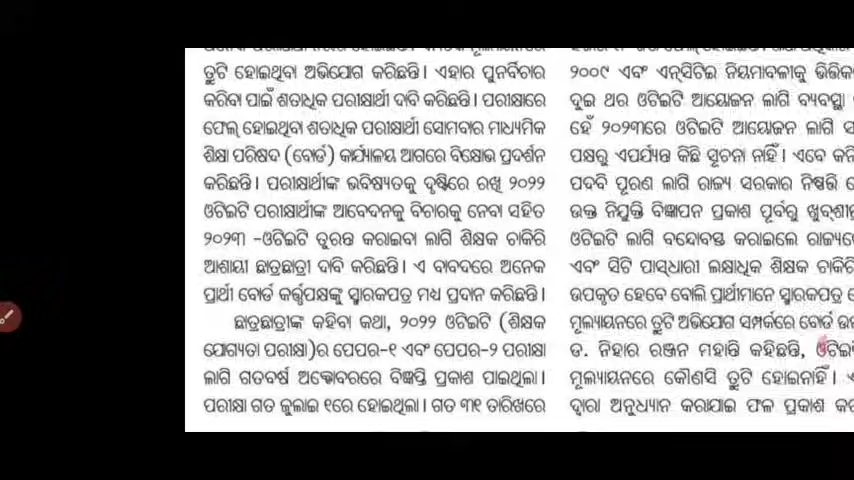 ତ୍ରୁଟି ହୋଇଥିବା ଅଭିଯୋଗ କରିଛନ୍ତି । ଏହାର ପୁନର୍ବିଚାର
କରିବା ପାଇଁ ଶତାଧିକ ପରୀକ୍ଷାର୍ଥୀ ଦାବି କରିଛନ୍ତି । ପରୀକ୍ଷାରେ
ଫେଲ୍ ହୋଇଥିବା ଶତାଧିକ ପରୀକ୍ଷାର୍ଥୀ ସୋମବାର ମାଧ୍ୟମିକ
ଶିକ୍ଷା ପରିଷଦ (ବୋର୍ଡ) କାର୍ଯ୍ୟାଳୟ ଆଗରେ ବିକ୍ଷୋଭ ପ୍ରଦର୍ଶନ
କରିଛନ୍ତି । ପରୀକ୍ଷାର୍ଥୀଙ୍କ ଭବିଷ୍ୟତକୁ ଦୃଷ୍ଟିରେ ରଖି ୨୦୨୨
ଓଟିଇଟି ପରୀକ୍ଷାର୍ଥୀଙ୍କ ଆବେଦନକୁ ବିଚାରକୁ ନେବା ସହିତ
୨୦୨୩ -ଓଟିଇଟି ତୁରନ୍ତ କରାଇବା ଲାଗି ଶିକ୍ଷକ ଚାକିରି
ଆଶାୟୀ ଛାତ୍ରଛାତ୍ରୀ ଦାବି କରିଛନ୍ତି । ଏ ବାବଦରେ ଅନେକ
ପ୍ରାର୍ଥୀ ବୋର୍ଡ କର୍ତ୍ତୃପକ୍ଷଙ୍କୁ ସ୍ମାରକପତ୍ର ମଧ୍ୟ ପ୍ରଦାନ କରିଛନ୍ତି ।
ଛାତ୍ରଛାତ୍ରୀଙ୍କ କହିବା କଥା, ୨୦୨୨ ଓଟିଇଟି (ଶିକ୍ଷକ
ଯୋଗ୍ୟତା ପରୀକ୍ଷା)ର ପେପର-୧ ଏବଂ ପେପର-୨ ପରୀକ୍ଷା
ଲାଗି ଗତବର୍ଷ ଅକ୍ଟୋବରରେ ବିଜ୍ଞପ୍ତି ପ୍ରକାଶ ପାଇଥିଲା ।
ପରୀକ୍ଷା ଗତ ଜୁଲାଇ ୧ରେ ହୋଇଥିଲା । ଗତ ୩୧ ତାରିଖରେ
୨୦୦୯ ଏବଂ ଏନ୍‌ସିଟିଇ ନିୟମାବଳୀକୁ
ଦୁଇ ଥର ଓଟିଇଟି ଆୟୋଜନ ଲାଗି ବ୍ୟବସ୍ଥା
ହେଁ ୨୦୨୩ରେ ଓଟିଇଟି ଆୟୋଜନ ଲାଗି
ପକ୍ଷରୁ ଏପର୍ଯ୍ୟନ୍ତ କିଛି ସୂଚନା ନାହିଁ । ଏବେ
ପଦବି ପୂରଣ ଲାଗି ରାଜ୍ୟ ସରକାର ନିଷ୍ପତ୍ତି
ଉକ୍ତ ନିଯୁକ୍ତି ବିଜ୍ଞାପନ ପ୍ରକାଶ ପୂର୍ବରୁ
ଓଟିଇଟି ଲାଗି ବନ୍ଦୋବସ୍ତ କରାଇଲେ
ଏବଂ ସିଟି ପାସ୍‌ଧାରୀ ଲକ୍ଷାଧିକ ଶିକ୍ଷକ
ଉପକୃତ ହେବେ ବୋଲି ପ୍ରାର୍ଥୀମାନେ ସ୍ମାରକପତ୍ର
ମୂଲ୍ୟାୟନରେ ତ୍ରୁଟି ଅଭିଯୋଗ ସମ୍ପର୍କରେ ବୋର୍ଡ
ଡ. ନିହାର ରଞ୍ଜନ ମହାନ୍ତି କହିଛନ୍ତି,
ମୂଲ୍ୟାୟନରେ କୌଣସି ତ୍ରୁଟି ହୋଇନାହିଁ ।
ଦ୍ୱାରା ଅନୁଧ୍ୟାନ କରାଯାଇ ଫଳ ପ୍ରକାଶ